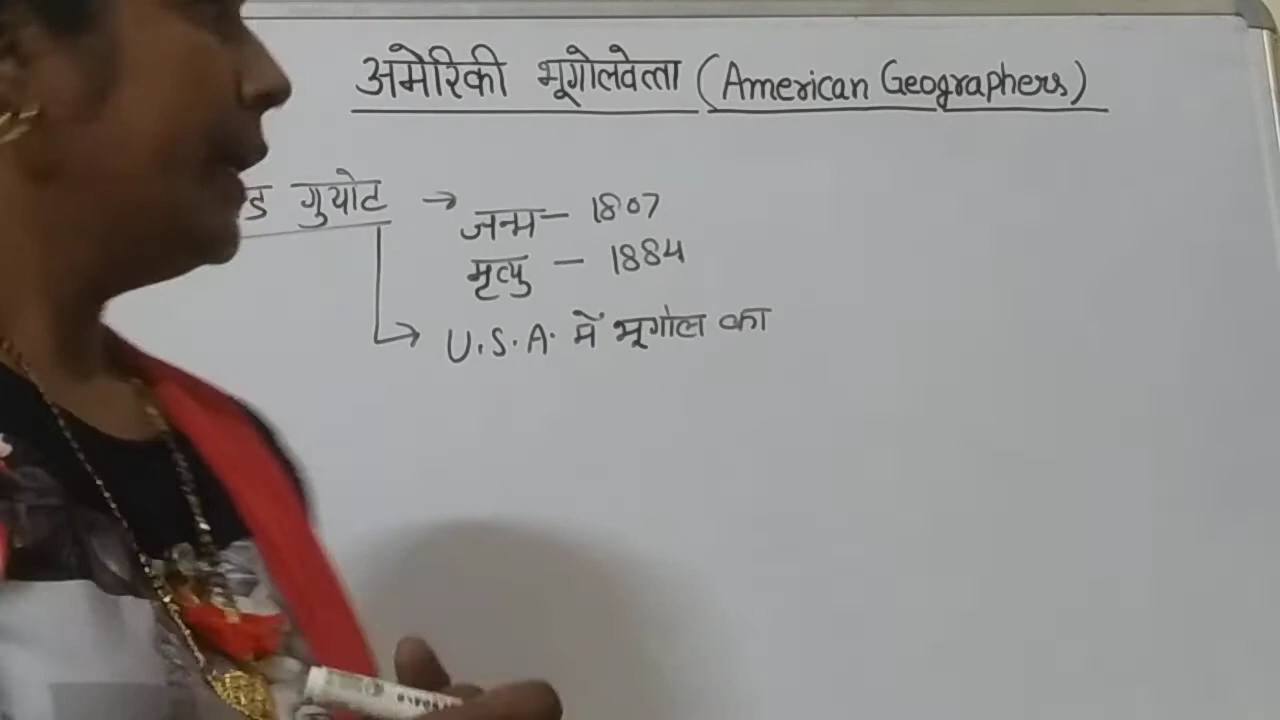 अमेरिकी भूगोलवेत्ता (American Geographers)
ड गुयोट → जन्म – 1807
मृत्यु – 1884
→ U.S.A. में भूगोल का